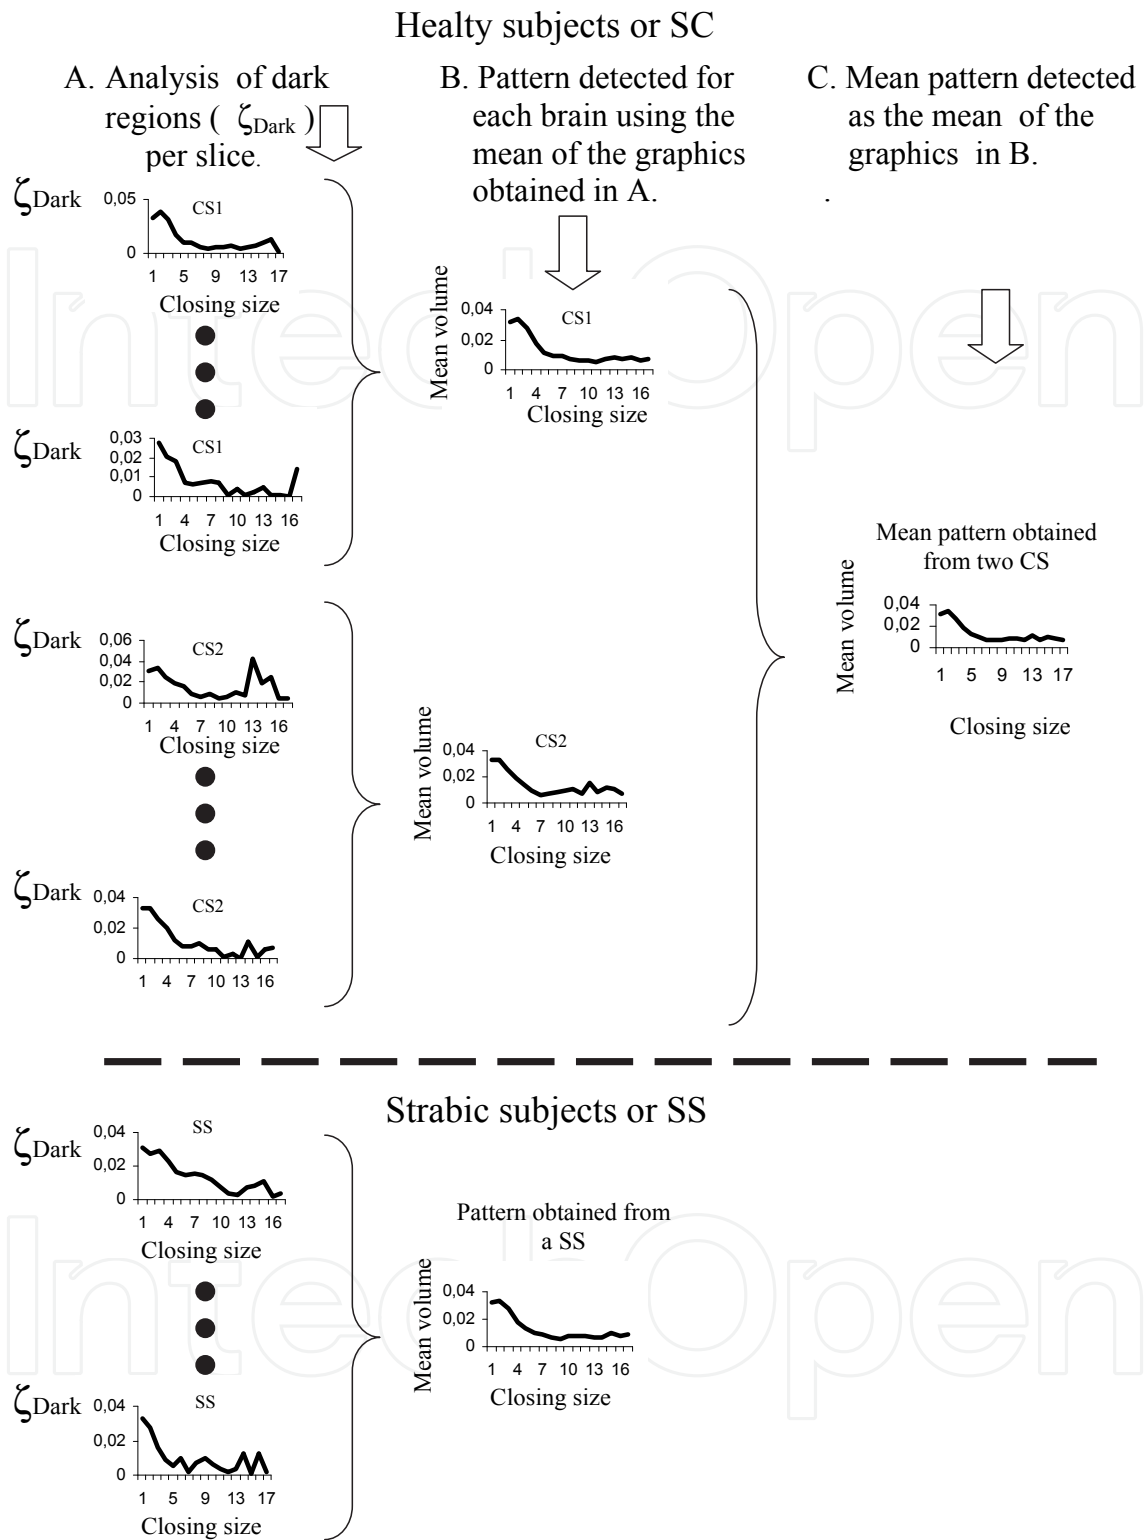 Healty subjects or SC
A. Analysis of dark
regions ( ζDark )
per slice.
B. Pattern detected for
each brain using the
mean of the graphics
obtained in A.
C. Mean pattern detected
as the mean of the
graphics in B.
.
ζDark
0,05
0
CS1
1 5 9 13 17
Closing size
ζDark
0,03
0,02
0,01
0
CS1
1 4 7 10 13 16
Closing size
Mean volume
0,04
0,02
0
CS1
1 4 7 10 13 16
Closing size
ζDark
0,06
0,04
0,02
0
CS2
1 4 7 10 13 16
Closing size
ζDark
0,04
0,02
0
CS2
1 4 7 10 13 16
Mean volume
0,04
0,02
0
CS2
1 4 7 10 13 16
Closing size
Mean pattern obtained
from two CS
Mean volume
0,04
0,02
0
1 5 9 13 17
Closing size
Strabic subjects or SS
ζDark
0,04
0,02
0
SS
1 4 7 10 13 16
Closing size
ζDark
0,04
0,02
0
SS
1 5 9 13 17
Closing size
Pattern obtained from
a SS
Mean volume
0,04
0,02
0
1 4 7 10 13 16
Closing size
IntechOpen
IntechOpen